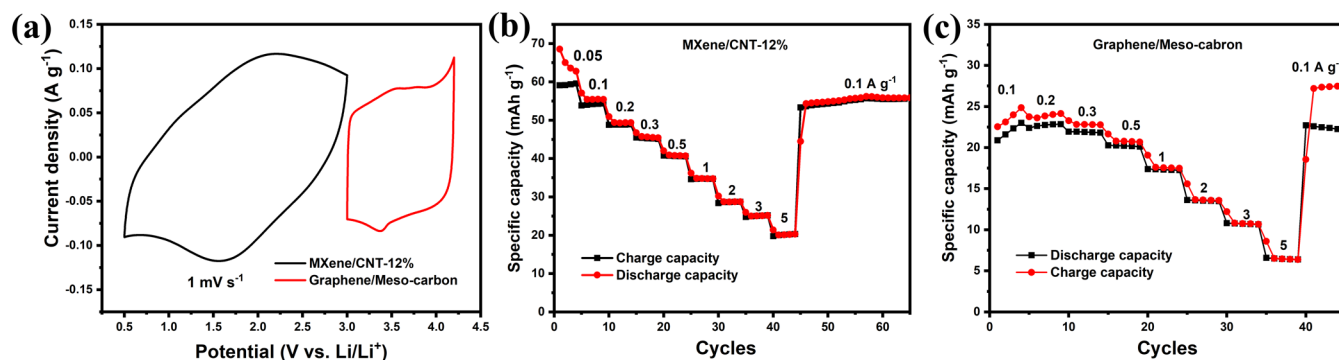 (a)
0.15
0.10
0.05
0.00
-0.05
-0.10
-0.15
Current density (A g⁻¹)
MXene/CNT-12%
Graphene/Meso-carbon
1 mV s⁻¹
0.5 1.0 1.5 2.0 2.5 3.0 3.5 4.0 4.5
Potential (V vs. Li/Li⁺)
(b)
70
60
50
40
30
20
10
0
Specific capacity (mAh g⁻¹)
MXene/CNT-12%
0.05
0.1
0.2
0.3
0.5
1
2
3
5
0.1 A g⁻¹
Charge capacity
Discharge capacity
0 10 20 30 40 50 60
Cycles
(c)
35
30
25
20
15
10
5
0
Specific capacity (mAh g⁻¹)
Graphene/Meso-cabron
0.1
0.2
0.3
0.5
1
2
3
5
0.1 A g⁻
Discharge capacity
Charge capacity
0 10 20 30 40
Cycles